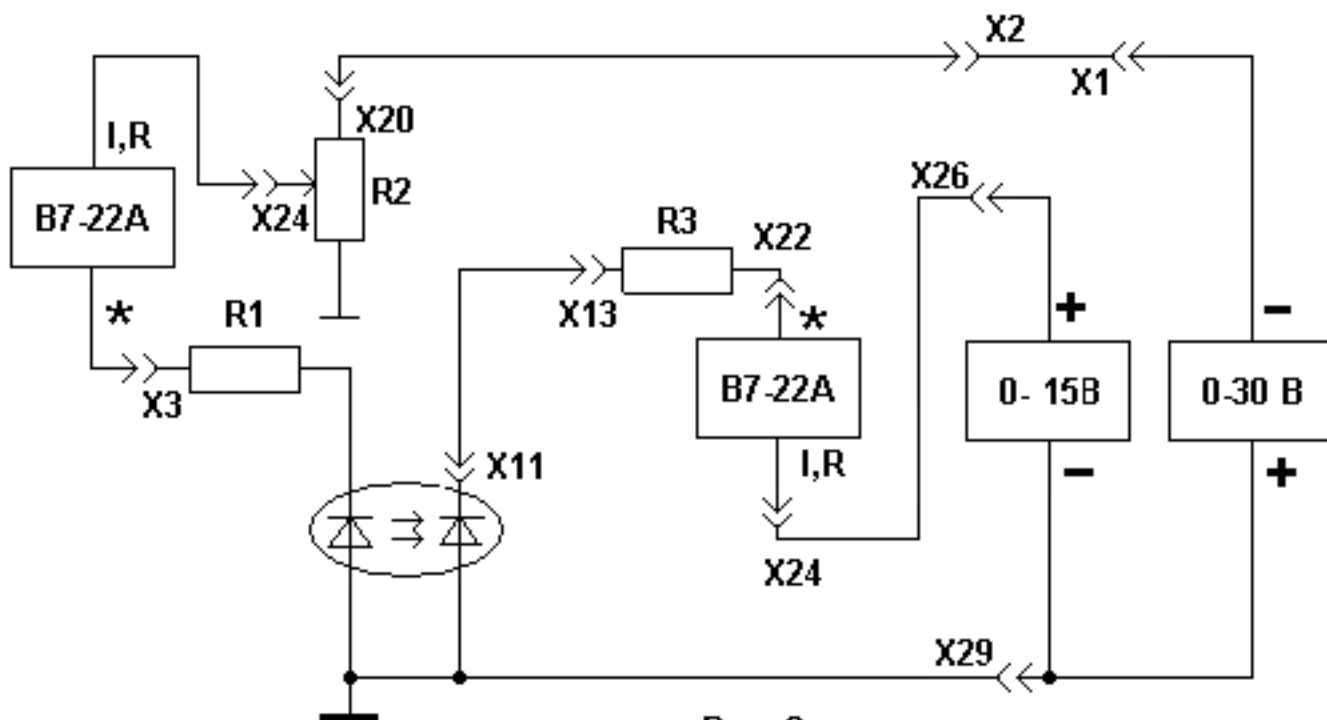 X2
X1
X20
I,R
B7-22A
X24
R2
X26
R3
X22
*
R1
X13
*
+
−
X3
B7-22A
0- 15B
0-30 B
I,R
X11
−
+
X24
X29